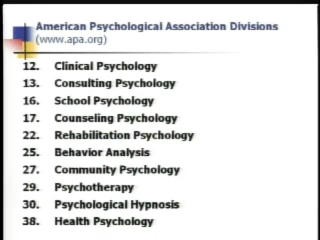 American Psychological Association Divisions
(www.apa.org)
12. Clinical Psychology
13. Consulting Psychology
16. School Psychology
17. Counseling Psychology
22. Rehabilitation Psychology
25. Behavior Analysis
27. Community Psychology
29. Psychotherapy
30. Psychological Hypnosis
38. Health Psychology